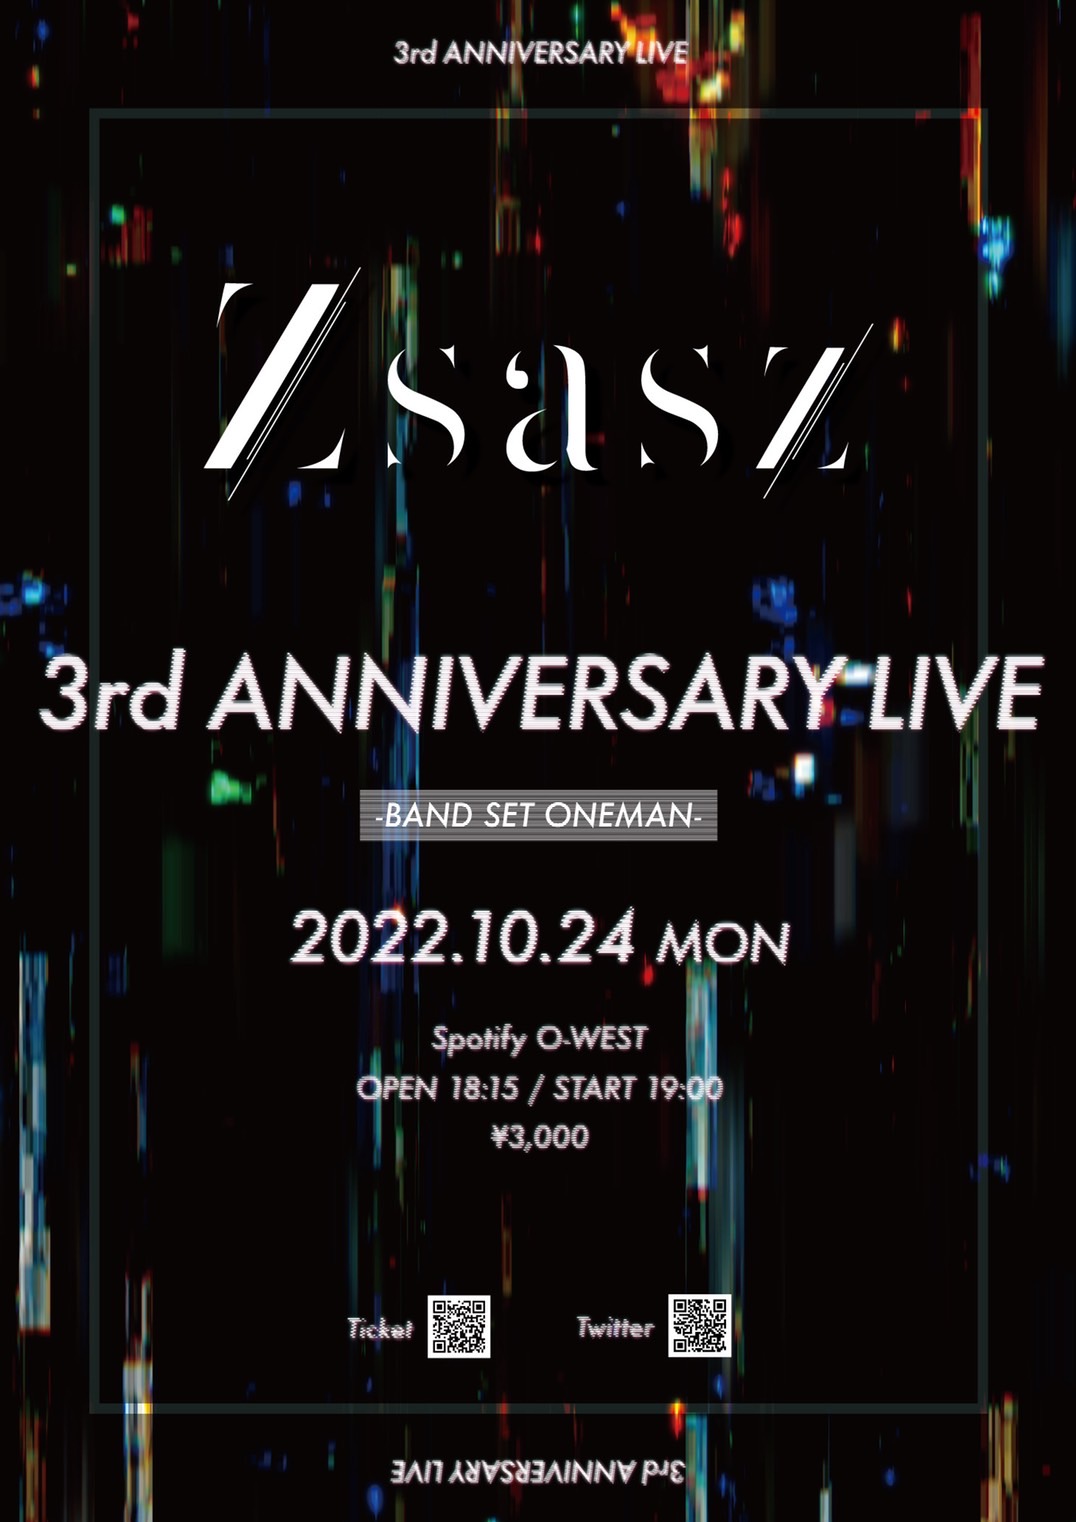 3rd ANNIVERSARY LIVE
Zsasz
3rd ANNIVERSARY LIVE
-BAND SET ONEMAN-
2022.10.24 MON
Spotify O-WEST
OPEN 18:15 / START 19:00
¥3,000
Ticket
Twitter
3rd ANNIVERSARY LIVE